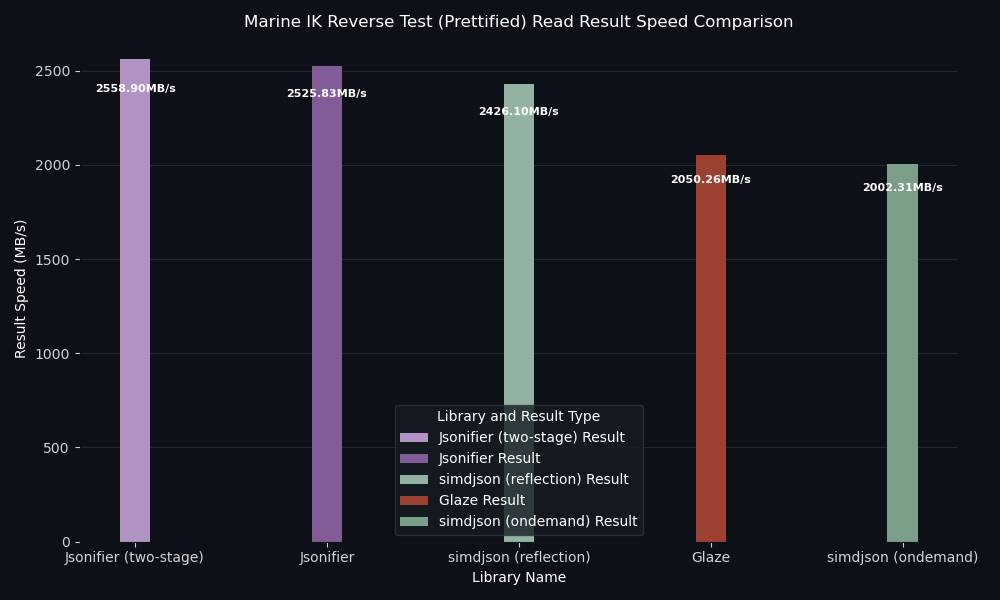 Marine IK Reverse Test (Prettified) Read Result Speed Comparison
Result Speed (MB/s)
2500
2000
1500
1000
500
0
2558.90MB/s
2525.83MB/s
2426.10MB/s
2050.26MB/s
2002.31MB/s
Library and Result Type
Jsonifier (two-stage) Result
Jsonifier Result
simdjson (reflection) Result
Glaze Result
simdjson (ondemand) Result
Jsonifier (two-stage)
Jsonifier
simdjson (reflection)
Glaze
simdjson (ondemand)
Library Name